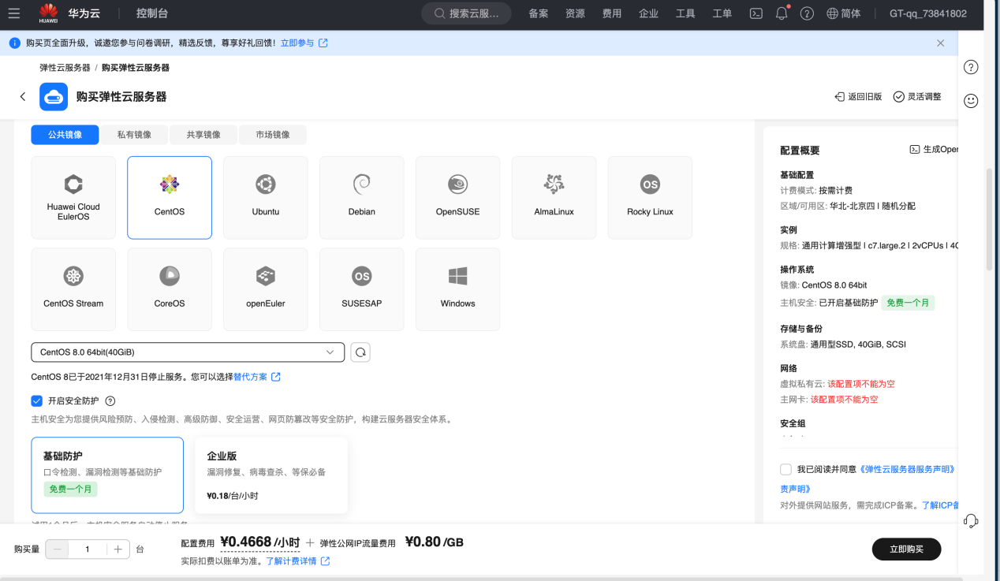 HUAWEI
华为云
控制台
搜索云服...
备案
资源
费用
企业
工具
工单
简体
GT-qq_73841802
购买页全面升级，诚邀您参与问卷调研，精选反馈，尊享好礼回馈！立即参与
弹性云服务器 / 购买弹性云服务器
购买弹性云服务器
返回旧版
灵活调整
公共镜像
私有镜像
共享镜像
市场镜像
Huawei Cloud
EulerOS
CentOS
Ubuntu
Debian
OpenSUSE
AlmaLinux
OS
Rocky Linux
CentOS Stream
CoreOS
openEuler
OS
SUSESAP
Windows
CentOS 8.0 64bit(40GiB)
CentOS 8已于2021年12月31日停止服务。您可以选择替代方案
开启安全防护
主机安全为您提供风险预防、入侵检测、高级防御、安全运营、网页防篡改等安全防护，构建云服务器安全体系。
基础防护
口令检测、漏洞检测等基础防护
免费一个月
企业版
漏洞修复、病毒查杀、等保必备
¥0.18/台/小时
配置概要
生成Oper
基础配置
计费模式: 按需计费
区域/可用区: 华北-北京四 | 随机分配
实例
规格: 通用计算增强型 | c7.large.2 | 2vCPUs | 4G
操作系统
镜像: CentOS 8.0 64bit
主机安全: 已开启基础防护 免费一个月
存储与备份
系统盘: 通用型SSD, 40GiB, SCSI
网络
虚拟私有云: 该配置项不能为空
主网卡: 该配置项不能为空
安全组
我已阅读并同意《弹性云服务器服务声明》
责声明》
对外提供网站服务，需完成ICP备案。了解ICP备
购买量
1
台
配置费用 ¥0.4668 /小时 + 弹性公网IP流量费用 ¥0.80 /GB
实际扣费以账单为准。了解计费详情
立即购买